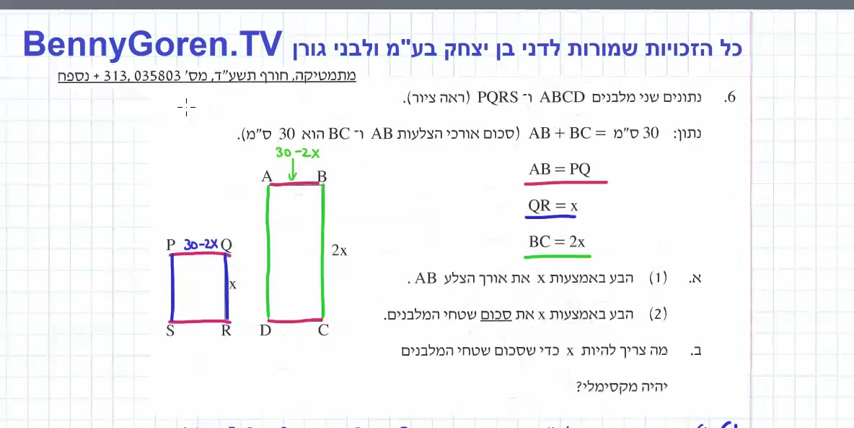 כל הזכויות שמורות לדני בן יצחק בע"מ ולבני גורן BennyGoren.TV
מתמטיקה, חורף תשע"ד, מס' 035803, 313 + נספח
6. נתונים שני מלבנים ABCD ו־ PQRS (ראה ציור).
נתון: AB + BC = 30 ס"מ (סכום אורכי הצלעות AB ו־ BC הוא 30 ס"מ).
AB = PQ
QR = x
BC = 2x
30-2x
A B
P 30-2x Q
2x
x
S R D C
א. (1) הבע באמצעות x את אורך הצלע AB .
(2) הבע באמצעות x את סכום שטחי המלבנים.
ב. מה צריך להיות x כדי שסכום שטחי המלבנים
יהיה מקסימלי?